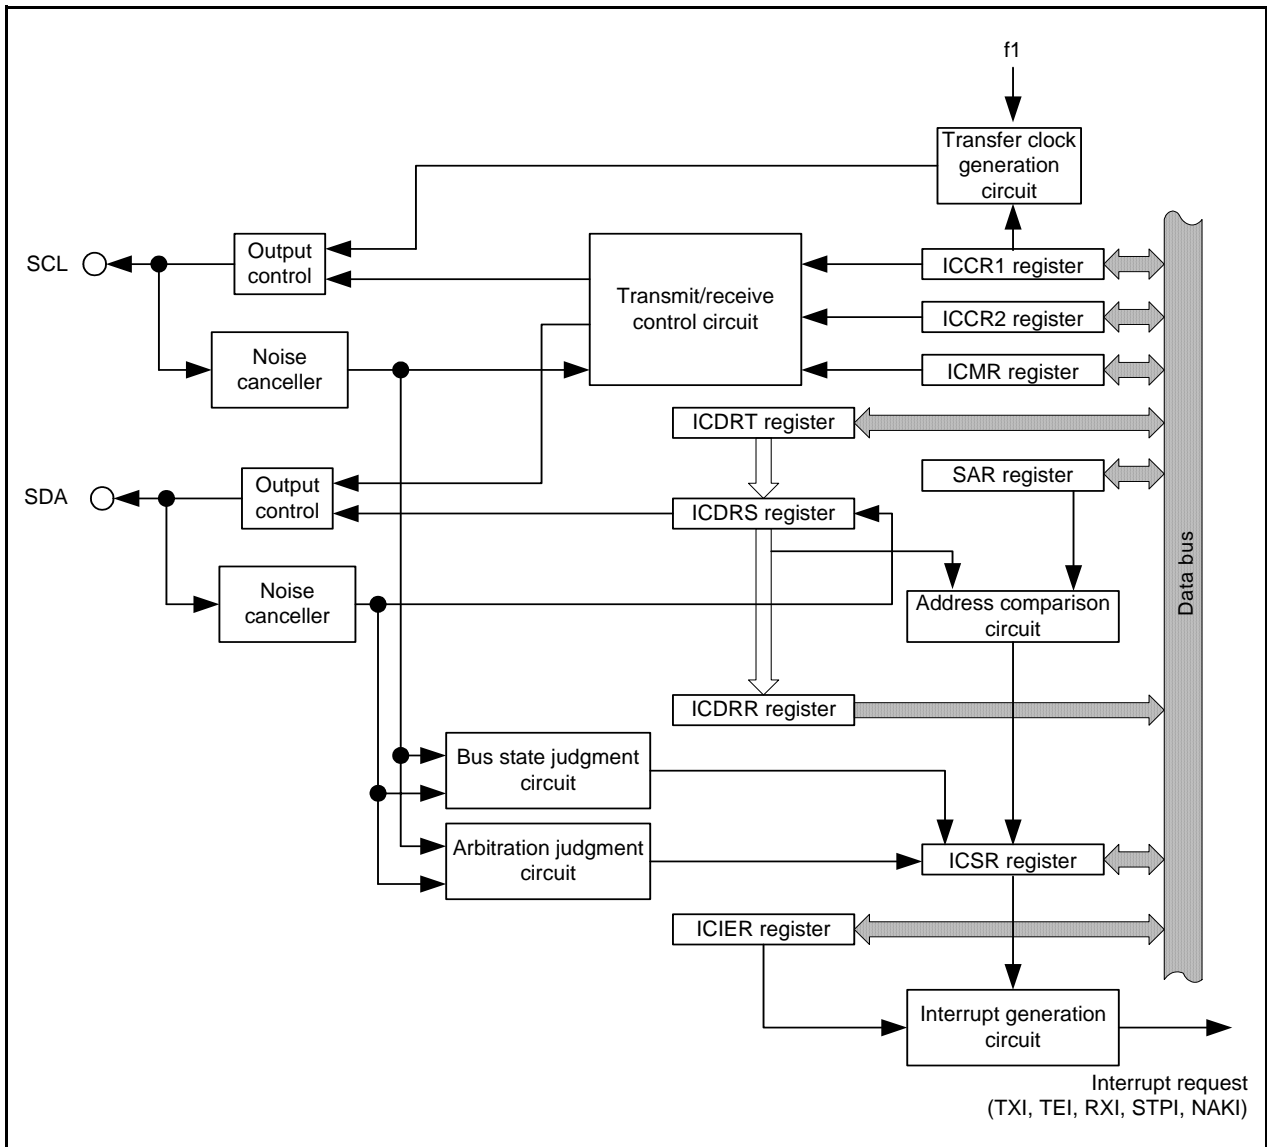 f1
Transfer clock
generation
circuit
SCL
Output
control
Transmit/receive
control circuit
ICCR1 register
ICCR2 register
Noise
canceller
ICMR register
ICDRT register
SAR register
SDA
Output
control
ICDRS register
Data bus
Noise
canceller
Address comparison
circuit
ICDRR register
Bus state judgment
circuit
Arbitration judgment
circuit
ICSR register
ICIER register
Interrupt generation
circuit
Interrupt request
(TXI, TEI, RXI, STPI, NAKI)